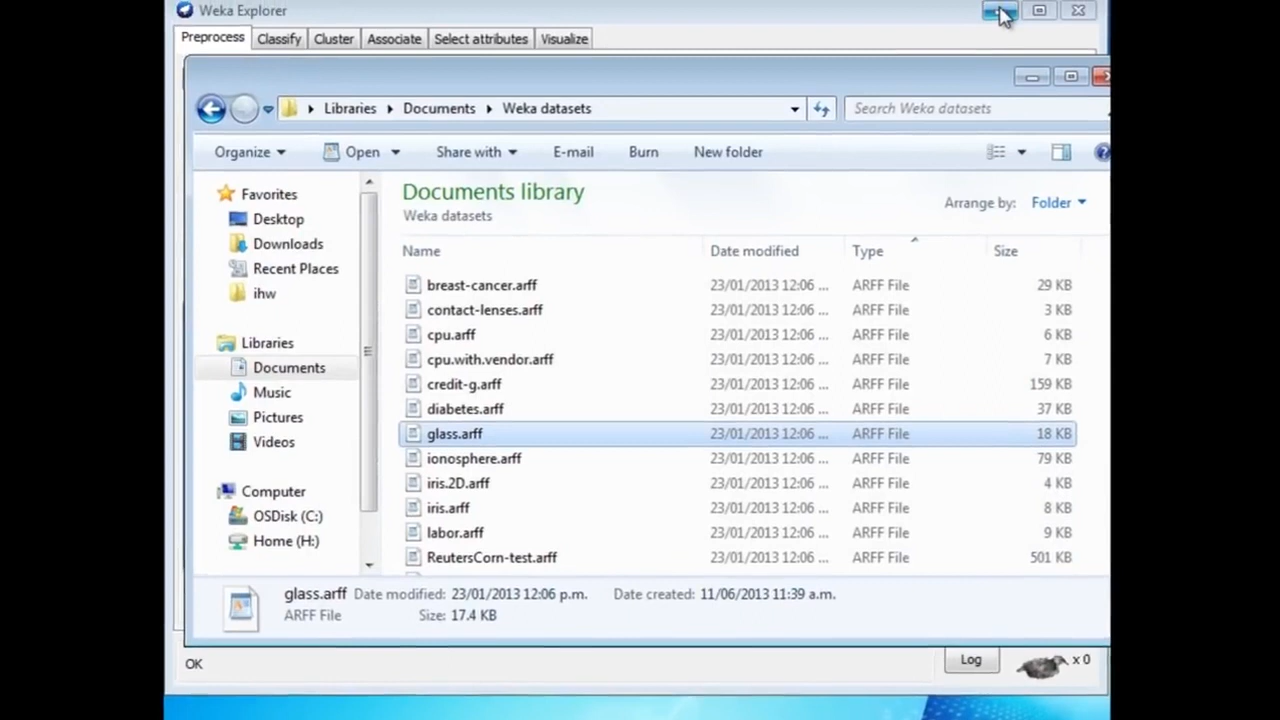 Weka Explorer
Preprocess Classify Cluster Associate Select attributes Visualize
Libraries Documents Weka datasets Search Weka datasets
Organize Open Share with E-mail Burn New folder
Favorites
Desktop
Downloads
Recent Places
ihw
Libraries
Documents
Music
Pictures
Videos
Computer
OSDisk (C:)
Home (H:)
Documents library
Weka datasets
Arrange by: Folder
Name Date modified Type Size
breast-cancer.arff 23/01/2013 12:06 ... ARFF File 29 KB
contact-lenses.arff 23/01/2013 12:06 ... ARFF File 3 KB
cpu.arff 23/01/2013 12:06 ... ARFF File 6 KB
cpu.with.vendor.arff 23/01/2013 12:06 ... ARFF File 7 KB
credit-g.arff 23/01/2013 12:06 ... ARFF File 159 KB
diabetes.arff 23/01/2013 12:06 ... ARFF File 37 KB
glass.arff 23/01/2013 12:06 ... ARFF File 18 KB
ionosphere.arff 23/01/2013 12:06 ... ARFF File 79 KB
iris.2D.arff 23/01/2013 12:06 ... ARFF File 4 KB
iris.arff 23/01/2013 12:06 ... ARFF File 8 KB
labor.arff 23/01/2013 12:06 ... ARFF File 9 KB
ReutersCorn-test.arff 23/01/2013 12:06 ... ARFF File 501 KB
glass.arff Date modified: 23/01/2013 12:06 p.m. Date created: 11/06/2013 11:39 a.m.
ARFF File Size: 17.4 KB
OK Log x 0